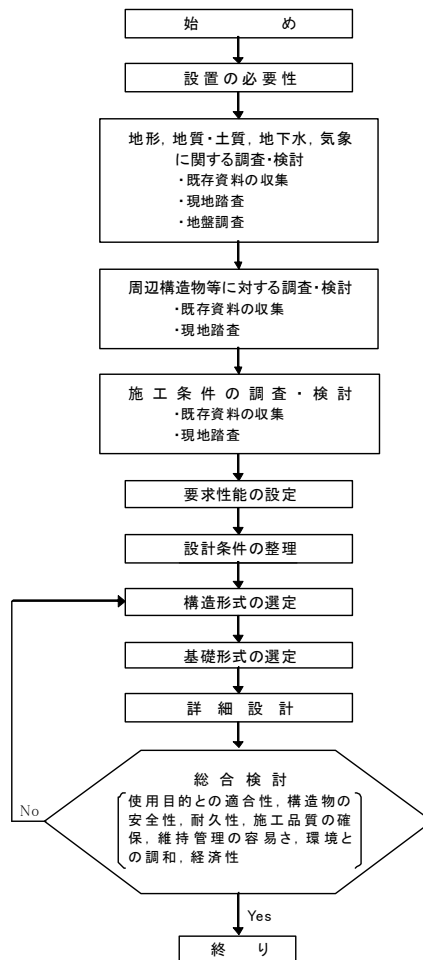 始め
設置の必要性
地形，地質・土質，地下水，気象
に関する調査・検討
・既存資料の収集
・現地踏査
・地盤調査
周辺構造物等に対する調査・検討
・既存資料の収集
・現地踏査
施工条件の調査・検討
・既存資料の収集
・現地踏査
要求性能の設定
設計条件の整理
構造形式の選定
基礎形式の選定
詳細設計
総合検討
使用目的との適合性，構造物の
安全性，耐久性，施工品質の確
保，維持管理の容易さ，環境と
の調和，経済性
No
Yes
終り